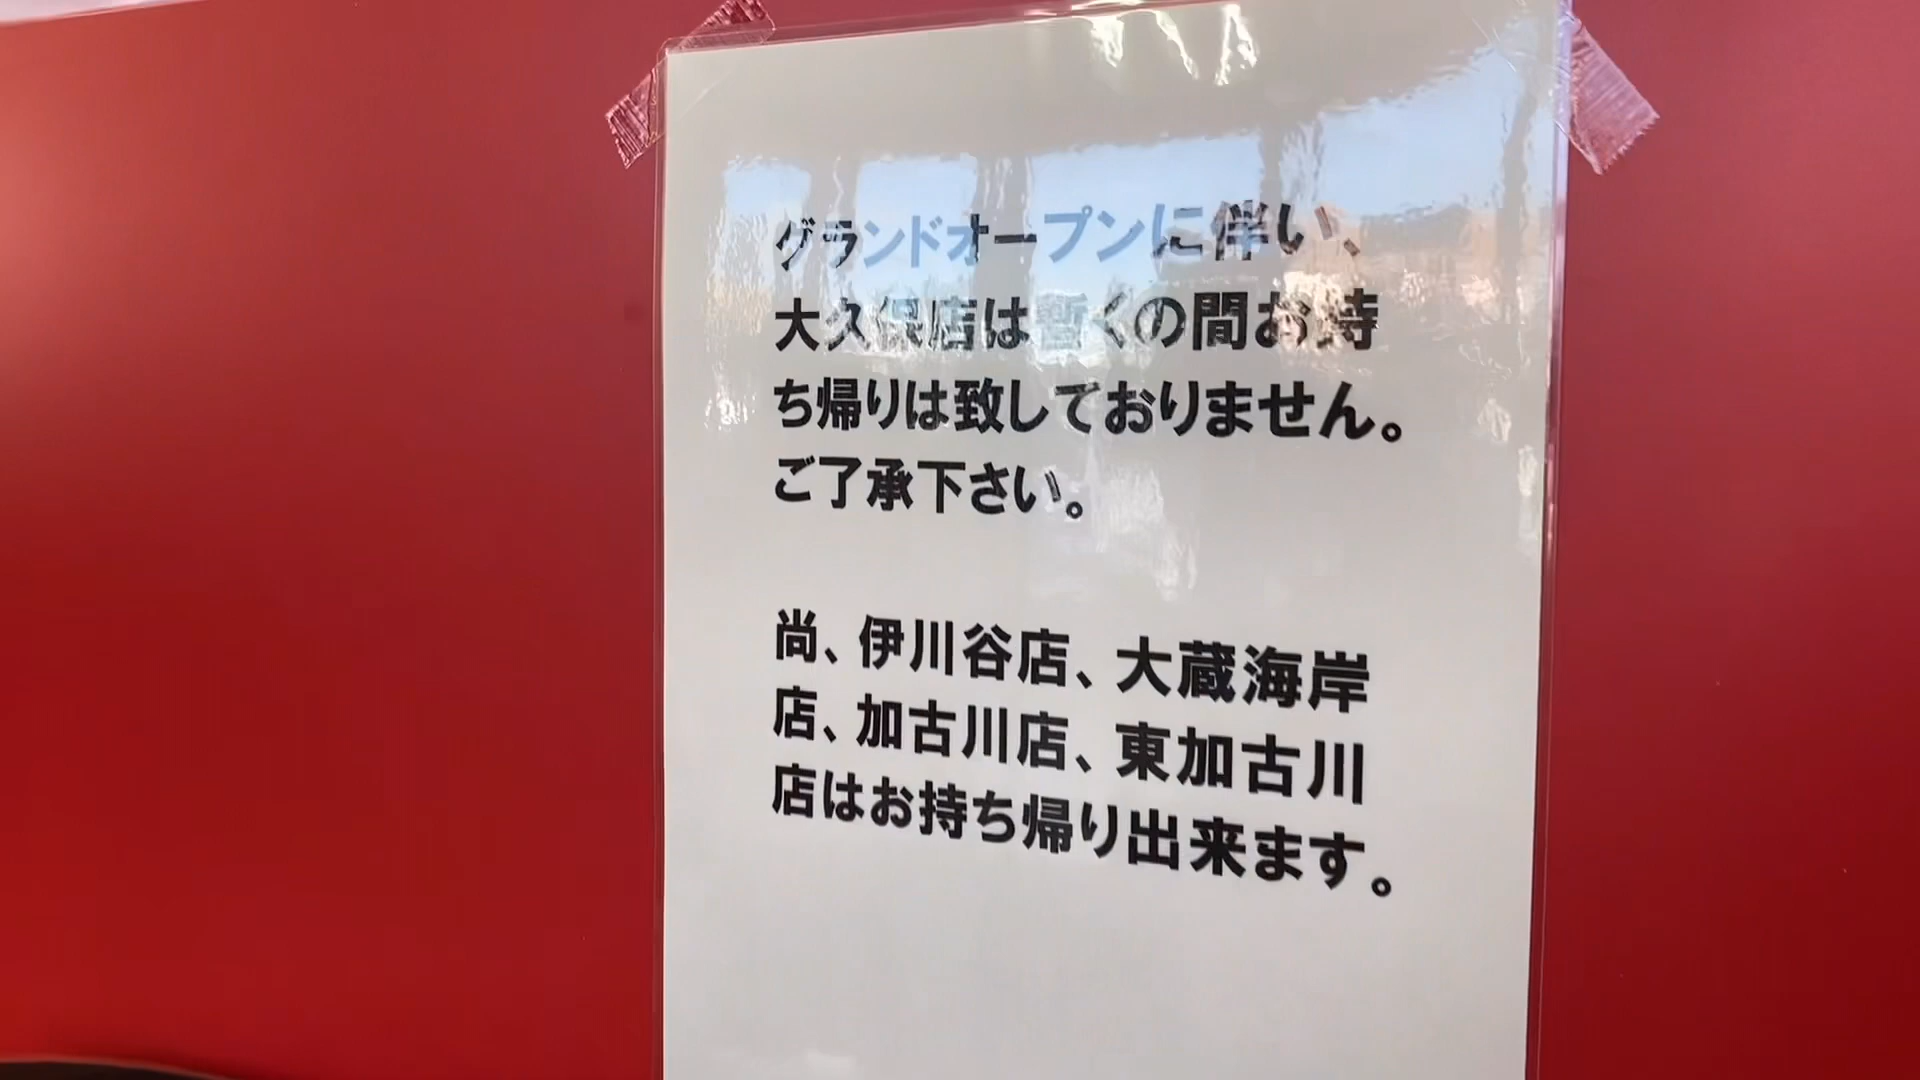 グランドオープンに伴い、
大久保店は暫くの間お持
ち帰りは致しておりません。
ご了承下さい。
尚、伊川谷店、大蔵海岸
店、加古川店、東加古川
店はお持ち帰り出来ます。